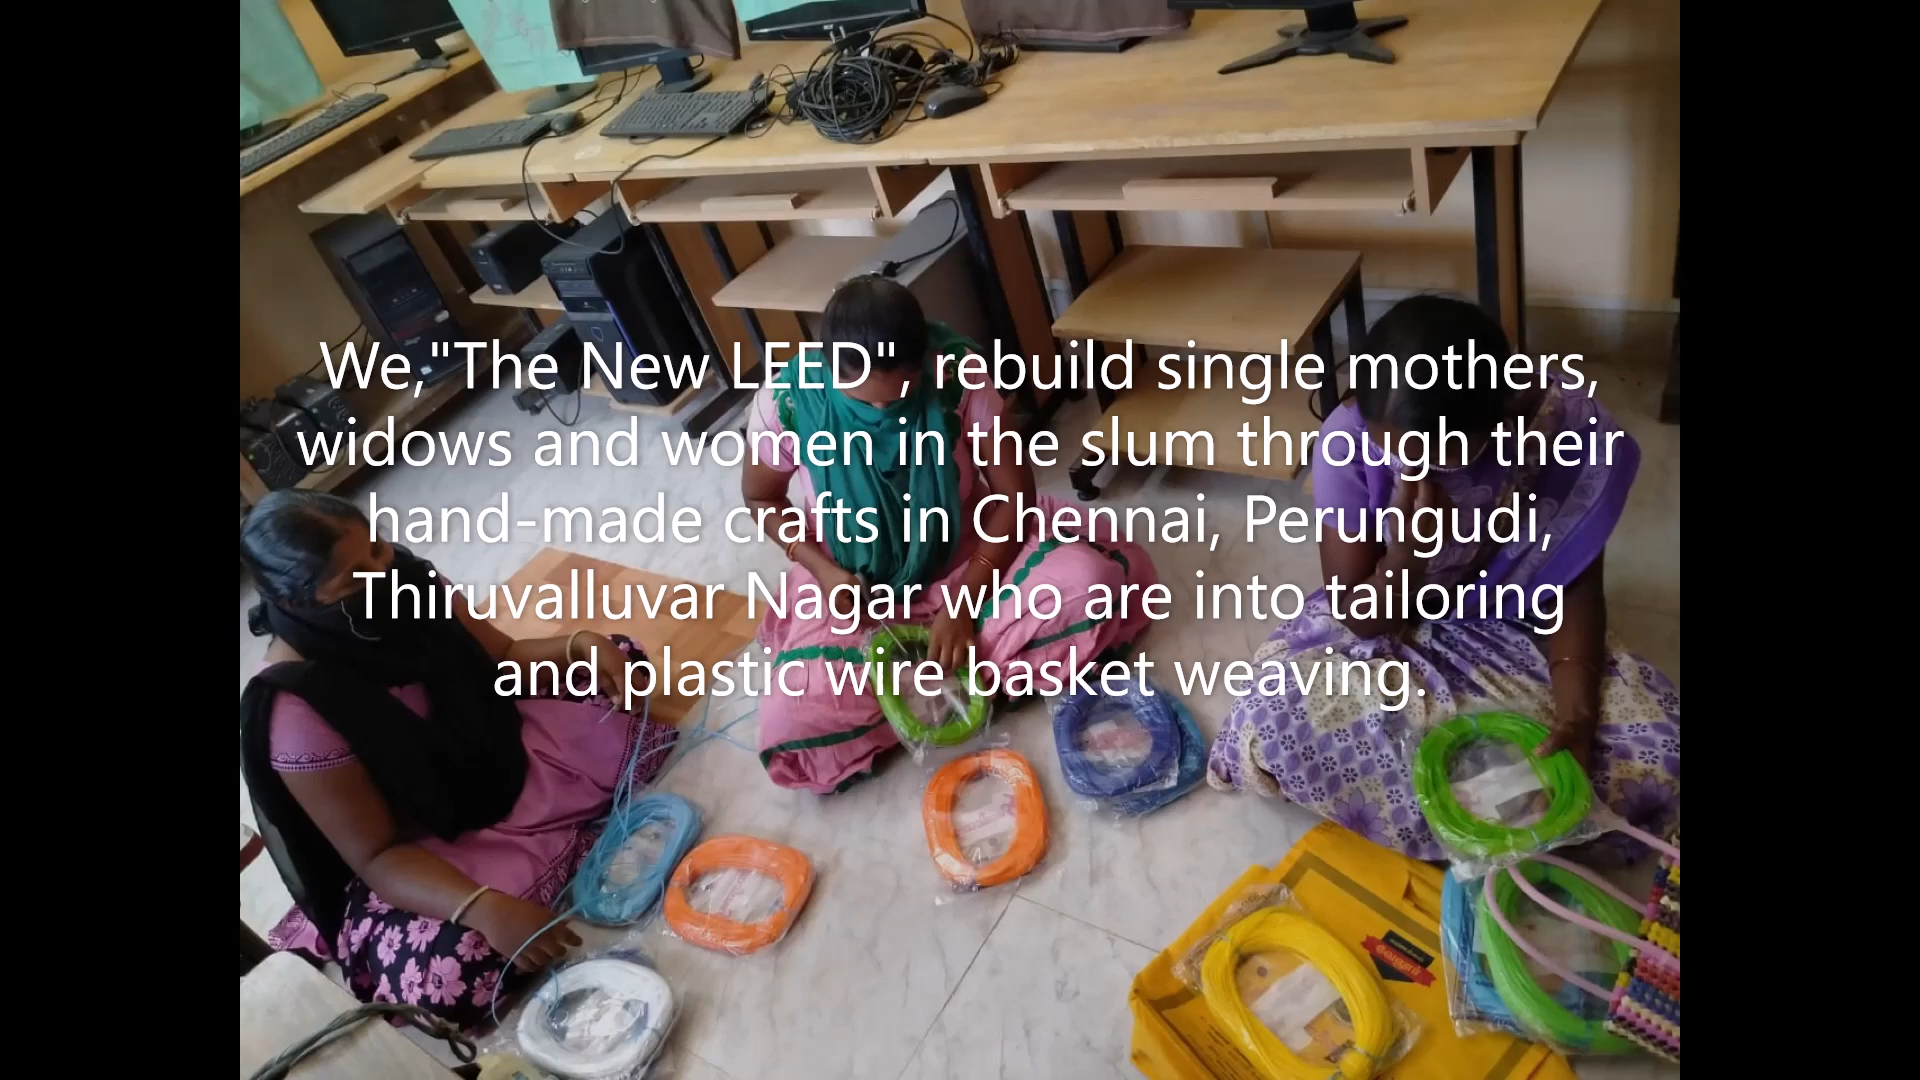 We,"The New LEED", rebuild single mothers,
widows and women in the slum through their
hand-made crafts in Chennai, Perungudi,
Thiruvalluvar Nagar who are into tailoring
and plastic wire basket weaving.